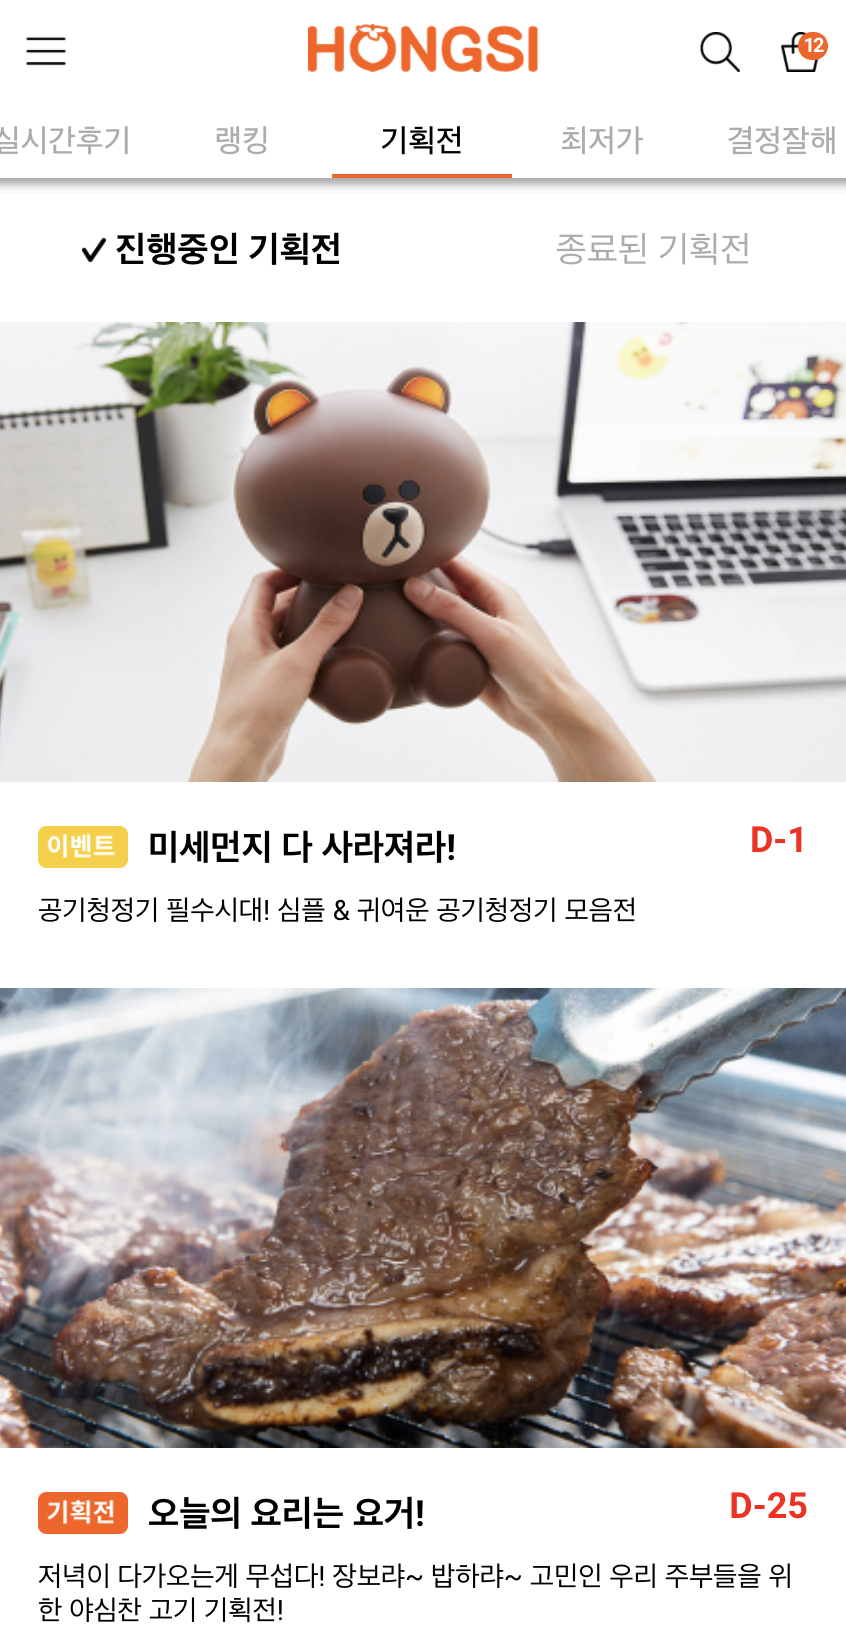 HONGSI
12
실시간후기 랭킹 기획전 최저가 결정잘해
진행중인 기획전 종료된 기획전
이벤트 미세먼지 다 사라져라! D-1
공기청정기 필수시대! 심플 & 귀여운 공기청정기 모음전
기획전 오늘의 요리는 요거! D-25
저녁이 다가오는게 무섭다! 장보랴~ 밥하랴~ 고민인 우리 주부들을 위
한 야심찬 고기 기획전!